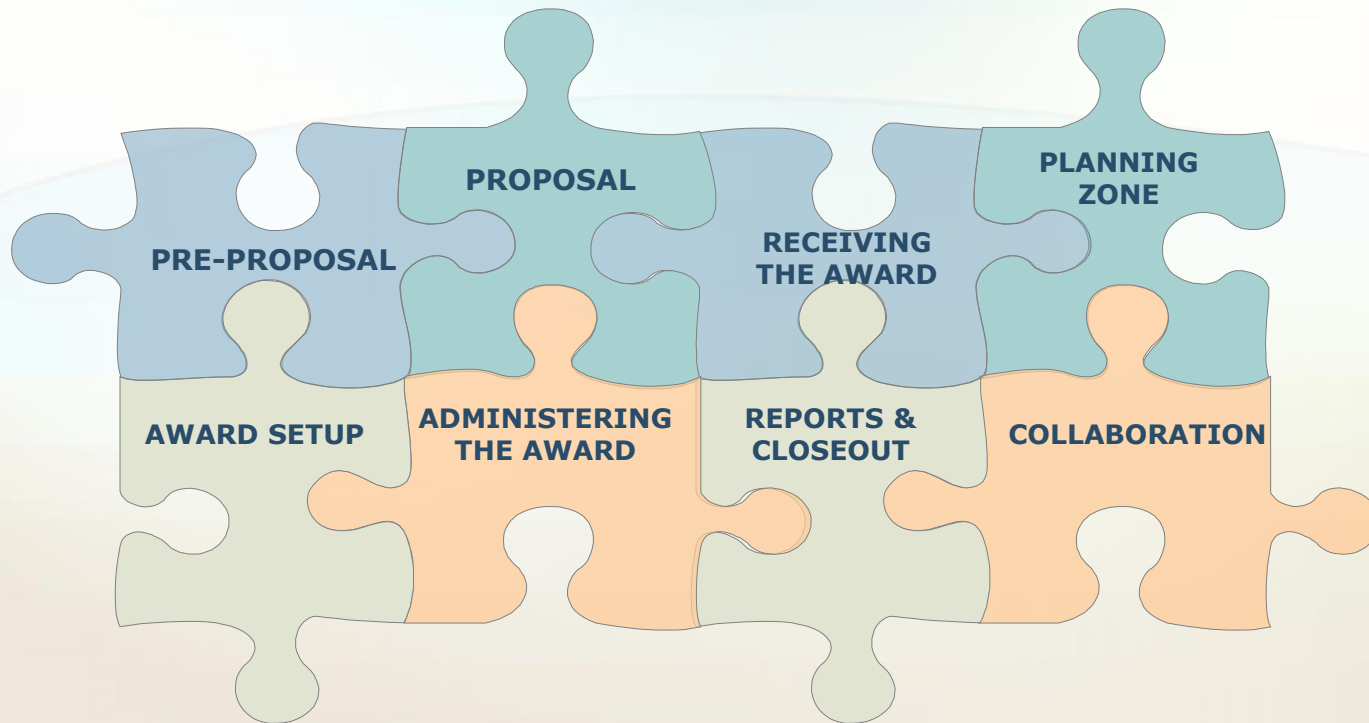 PRE-PROPOSAL
PROPOSAL
RECEIVING
THE AWARD
PLANNING
ZONE
AWARD SETUP
ADMINISTERING
THE AWARD
REPORTS &
CLOSEOUT
COLLABORATION